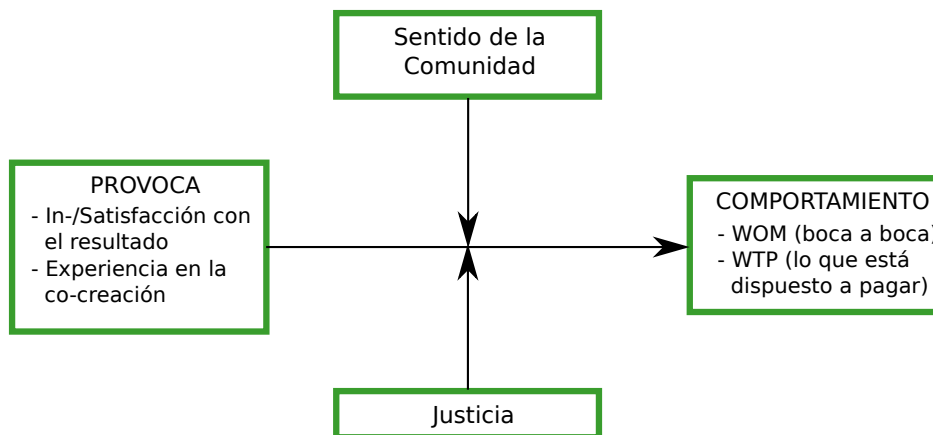 Sentido de la
Comunidad
PROVOCA
- In-/Satisfacción con
el resultado
- Experiencia en la
co-creación
COMPORTAMIENTO
- WOM (boca a boca)
- WTP (lo que está
dispuesto a pagar)
Justicia